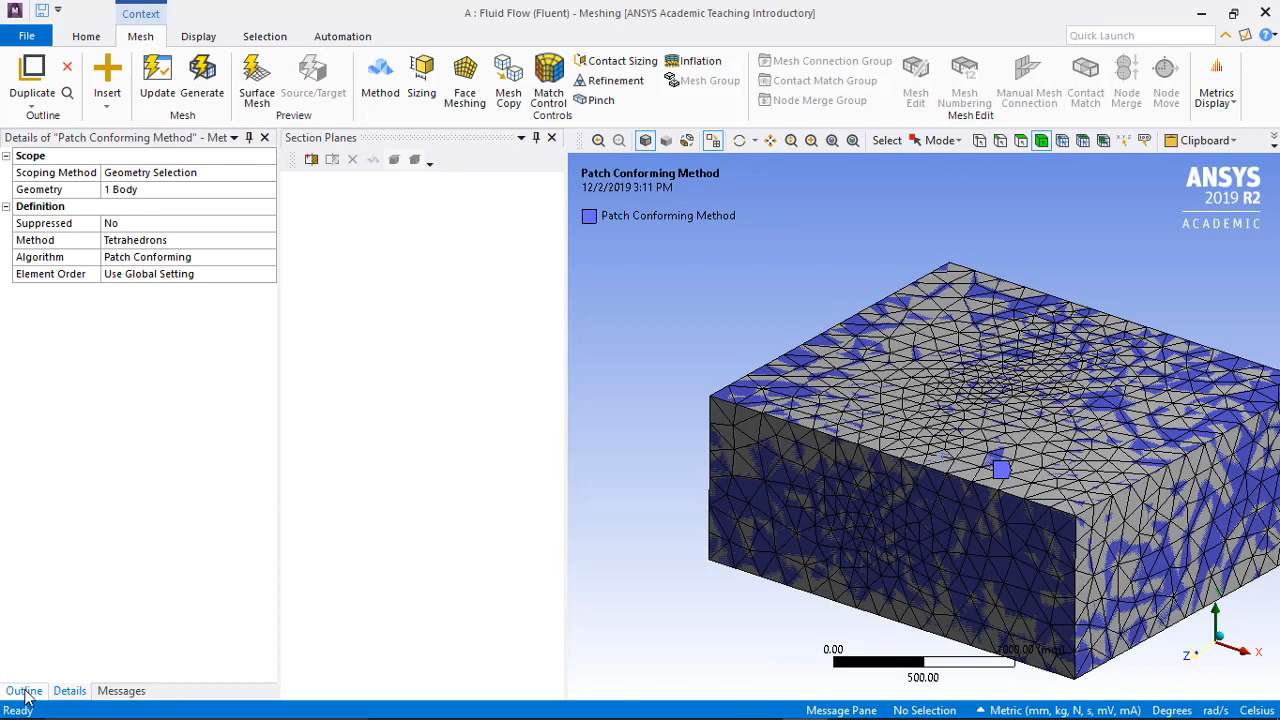 Context
A : Fluid Flow (Fluent) - Meshing [ANSYS Academic Teaching Introductory]
File
Home
Mesh
Display
Selection
Automation
Quick Launch
Duplicate
Outline
Insert
Update
Generate
Mesh
Surface Mesh
Source/Target
Preview
Method
Sizing
Face Meshing
Mesh Copy
Match Control
Contact Sizing
Refinement
Pinch
Inflation
Mesh Group
Controls
Mesh Connection Group
Contact Match Group
Node Merge Group
Mesh Edit
Mesh Numbering
Manual Mesh Connection
Contact Match
Node Merge
Node Move
Mesh Edit
Metrics Display
Details of "Patch Conforming Method" - Met
Section Planes
Select
Mode
Clipboard
Scope
Scoping Method Geometry Selection
Geometry 1 Body
Definition
Suppressed No
Method Tetrahedrons
Algorithm Patch Conforming
Element Order Use Global Setting
Patch Conforming Method
12/2/2019 3:11 PM
Patch Conforming Method
ANSYS
2019 R2
ACADEMIC
0.00
1000.00 (mm)
500.00
X
Z
Outline
Details
Messages
Ready
Message Pane
No Selection
Metric (mm, kg, N, s, mV, mA)
Degrees
rad/s
Celsius